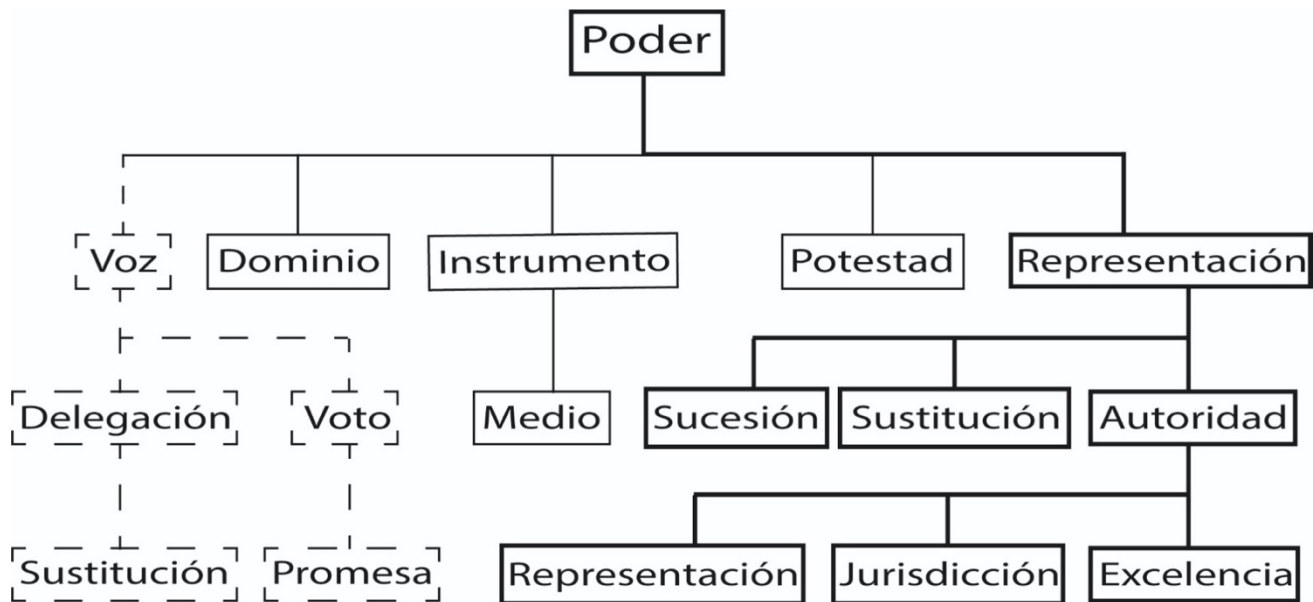 Poder
Voz
Dominio
Instrumento
Potestad
Representación
Delegación
Voto
Medio
Sucesión
Sustitución
Autoridad
Sustitución
Promesa
Representación
Jurisdicción
Excelencia